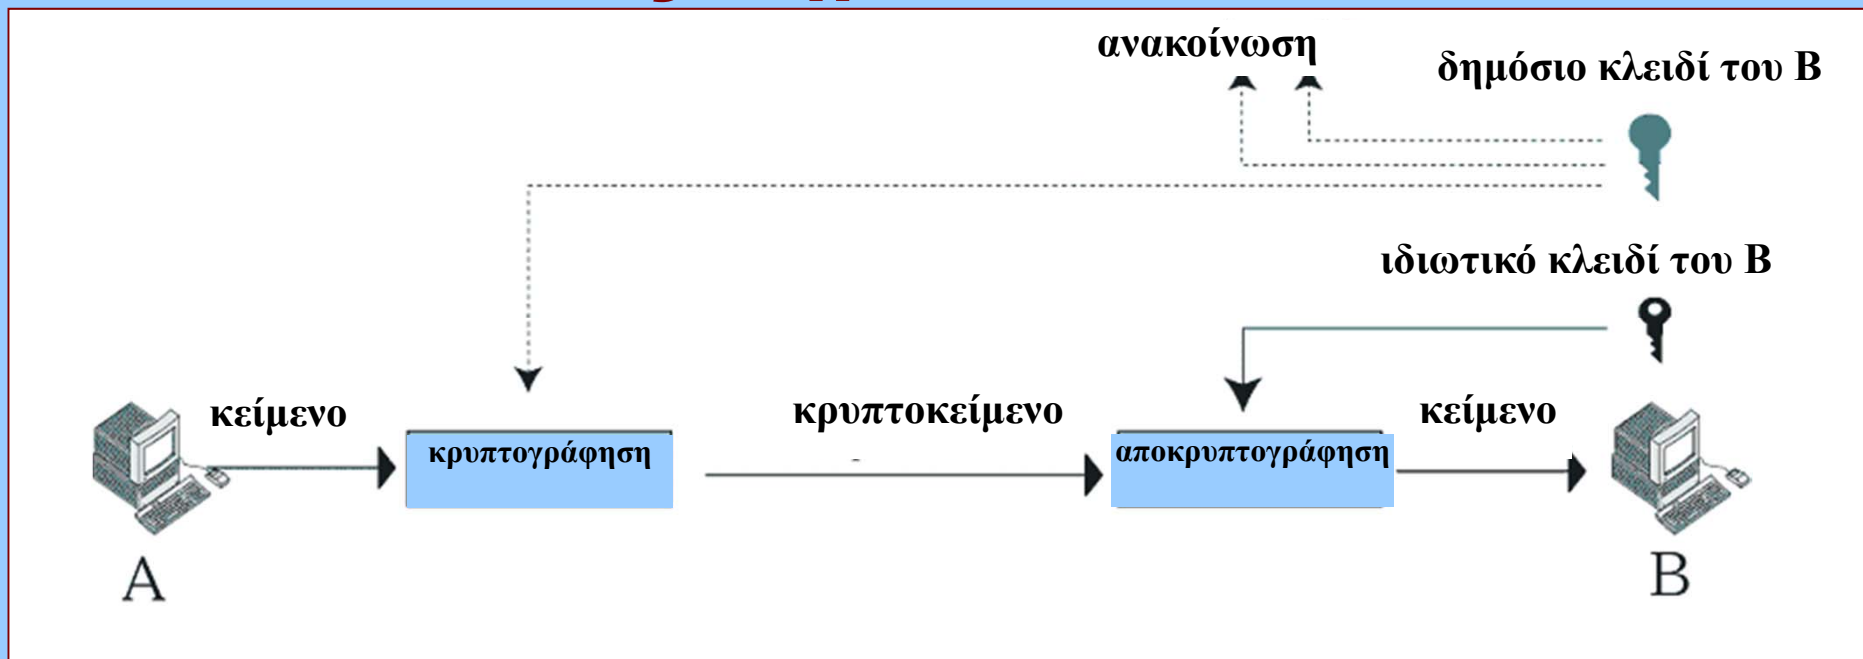 ανακοίνωση
δημόσιο κλειδί του Β
ιδιωτικό κλειδί του Β
κείμενο
κρυπτογράφηση
κρυπτοκείμενο
αποκρυπτογράφηση
κείμενο
A
B